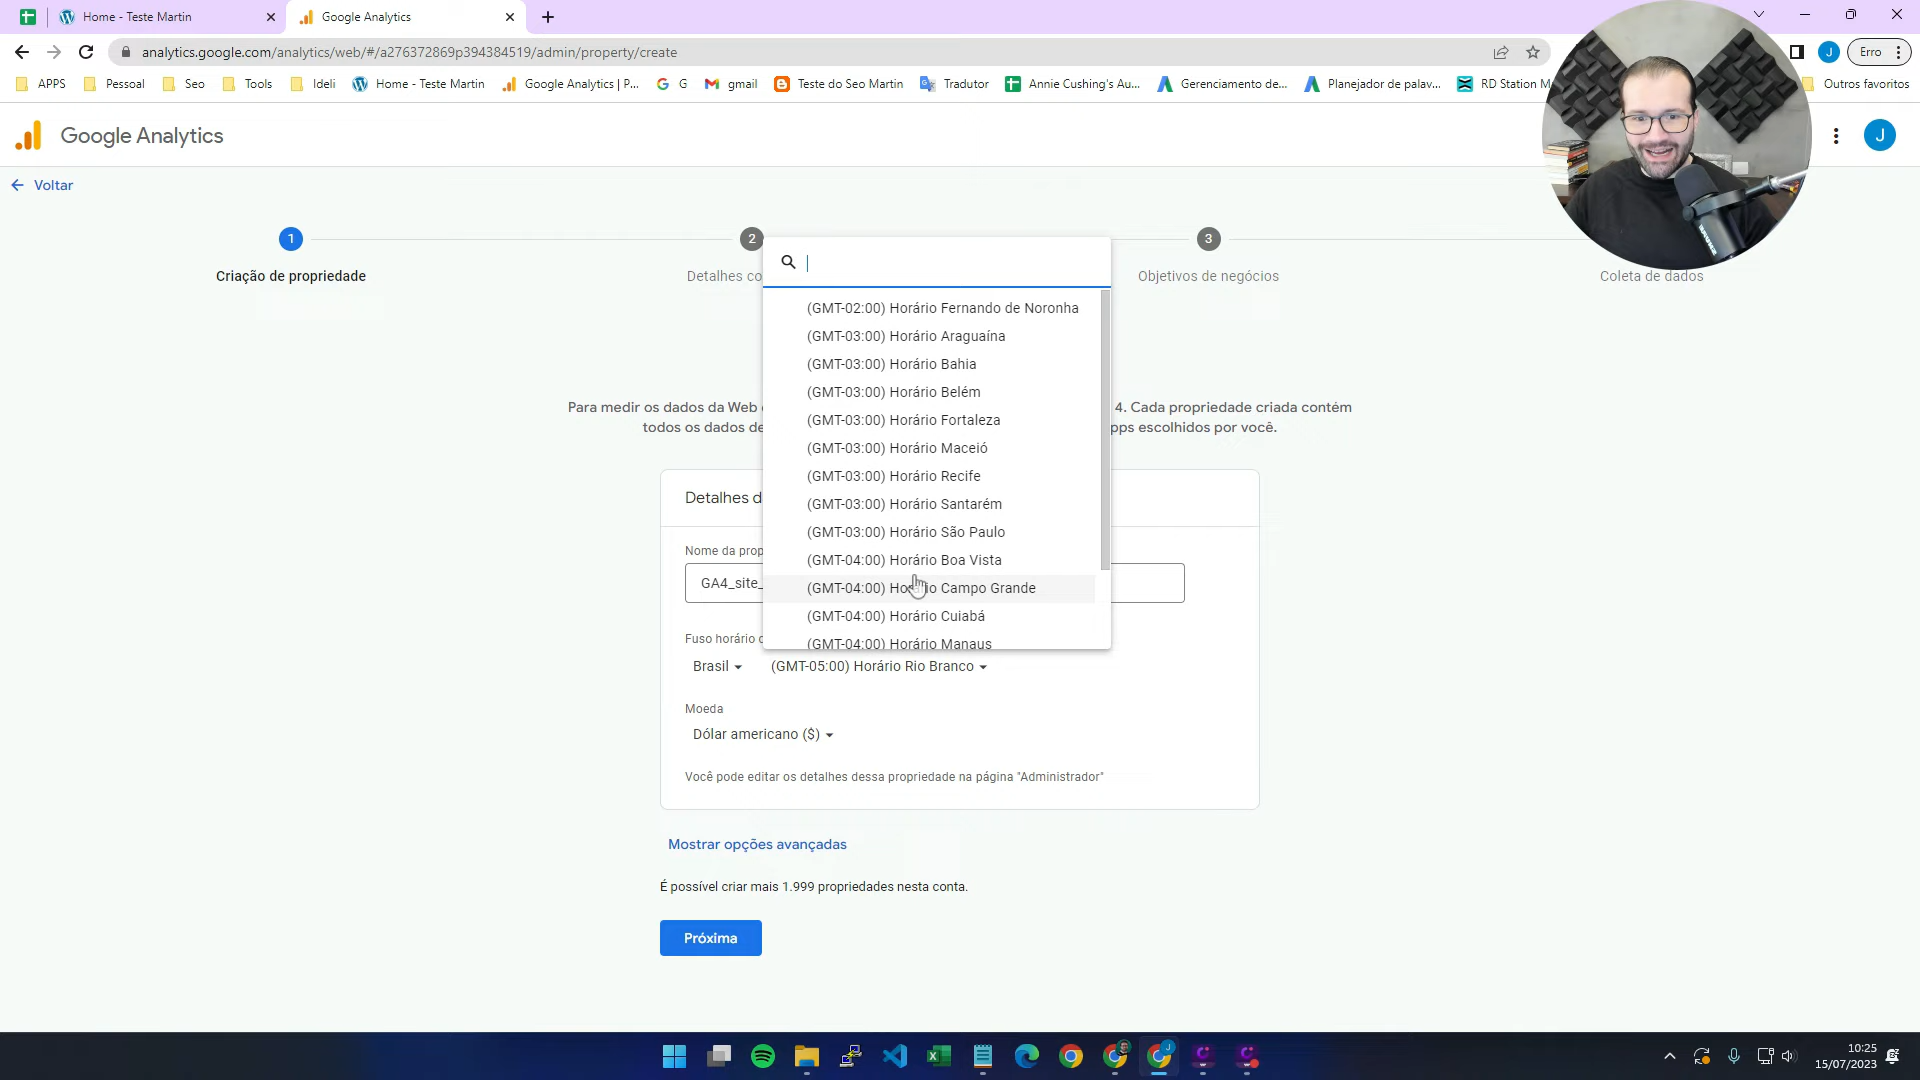 Home - Teste Martin
Google Analytics
analytics.google.com/analytics/web/#/a276372869p394384519/admin/property/create
J
Erro
APPS
Pessoal
Seo
Tools
Ideli
Home - Teste Martin
Google Analytics | P...
G
gmail
Teste do Seo Martin
Tradutor
Annie Cushing's Au...
Gerenciamento de...
Planejador de palav...
RD Station M
Outros favoritos
Google Analytics
J
Voltar
1
2
3
Criação de propriedade
Detalhes co
Objetivos de negócios
Coleta de dados
(GMT-02:00) Horário Fernando de Noronha
(GMT-03:00) Horário Araguaína
(GMT-03:00) Horário Bahia
(GMT-03:00) Horário Belém
(GMT-03:00) Horário Fortaleza
(GMT-03:00) Horário Maceió
(GMT-03:00) Horário Recife
(GMT-03:00) Horário Santarém
(GMT-03:00) Horário São Paulo
(GMT-04:00) Horário Boa Vista
(GMT-04:00) Horário Campo Grande
(GMT-04:00) Horário Cuiabá
(GMT-04:00) Horário Manaus
Para medir os dados da Web 4. Cada propriedade criada contém
todos os dados de pps escolhidos por você.
Detalhes d
Nome da prop
GA4_site_
Fuso horário
Brasil (GMT-05:00) Horário Rio Branco
Moeda
Dólar americano ($)
Você pode editar os detalhes dessa propriedade na página "Administrador"
Mostrar opções avançadas
É possível criar mais 1.999 propriedades nesta conta.
Próxima
10:25
15/07/2023